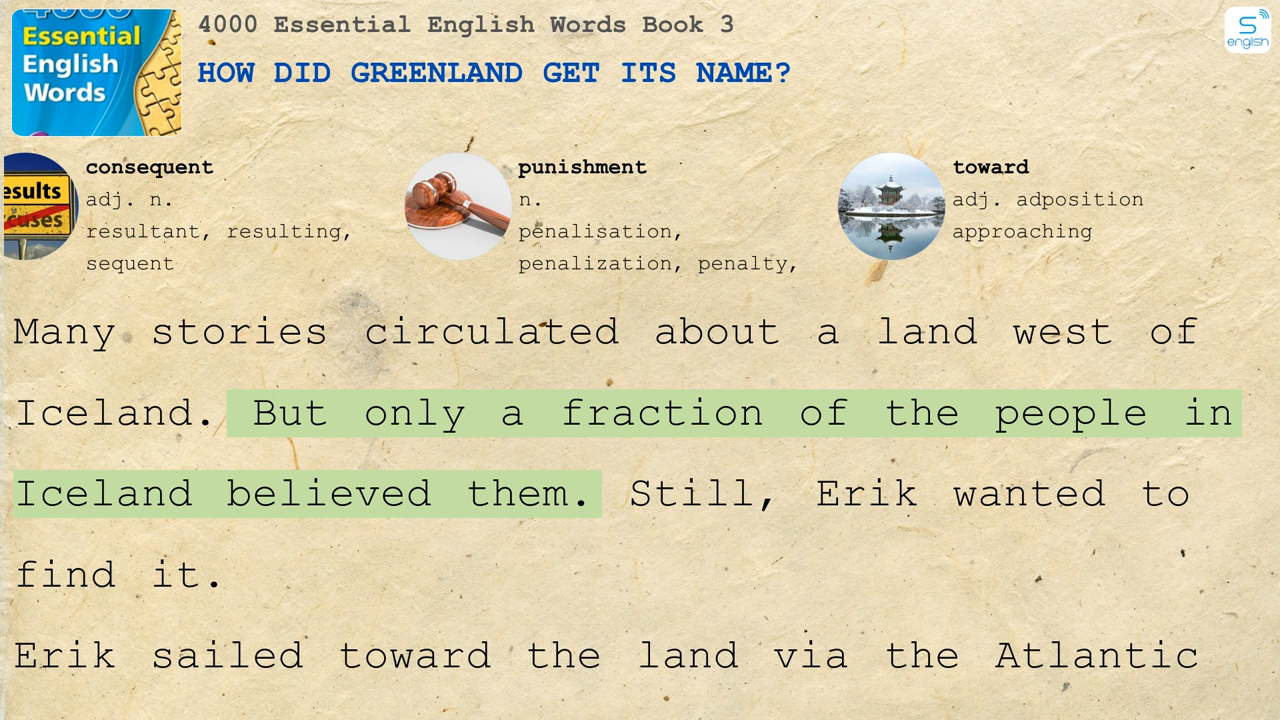 4000
Essential
English
Words
4000 Essential English Words Book 3
HOW DID GREENLAND GET ITS NAME?
S
english
esults
cuses
consequent
adj. n.
resultant, resulting,
sequent
punishment
n.
penalisation,
penalization, penalty,
toward
adj. adposition
approaching
Many stories circulated about a land west of
Iceland. But only a fraction of the people in
Iceland believed them. Still, Erik wanted to
find it.
Erik sailed toward the land via the Atlantic